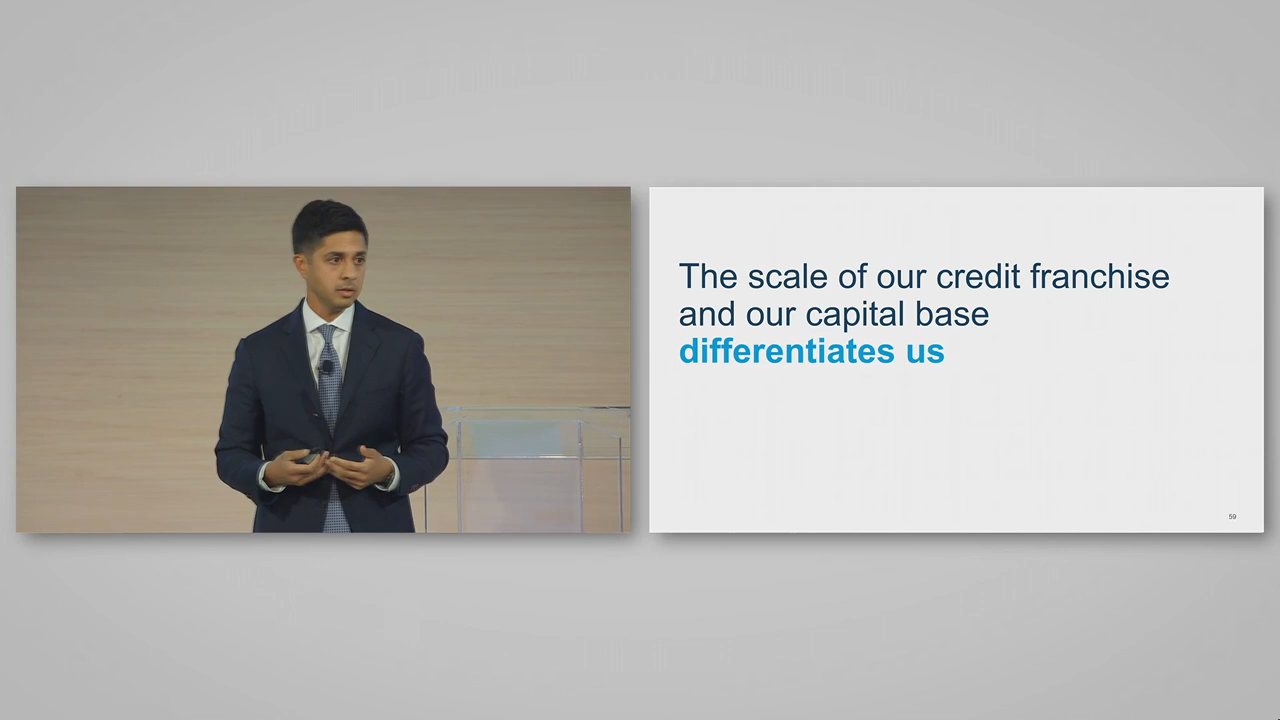 The scale of our credit franchise
and our capital base
differentiates us
59